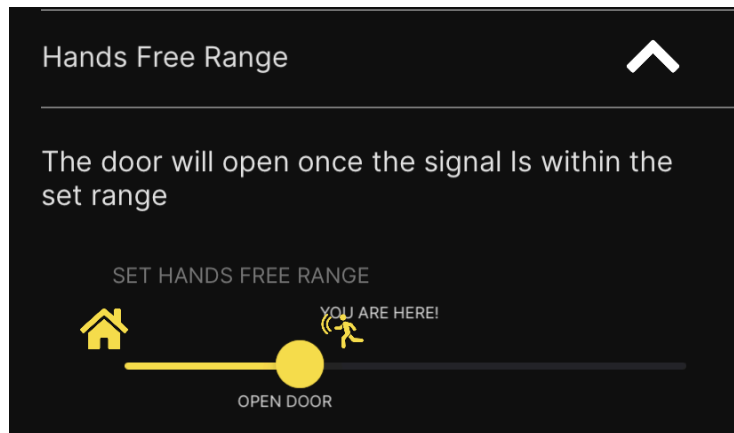 Hands Free Range
The door will open once the signal Is within the
set range
SET HANDS FREE RANGE
YOU ARE HERE!
OPEN DOOR